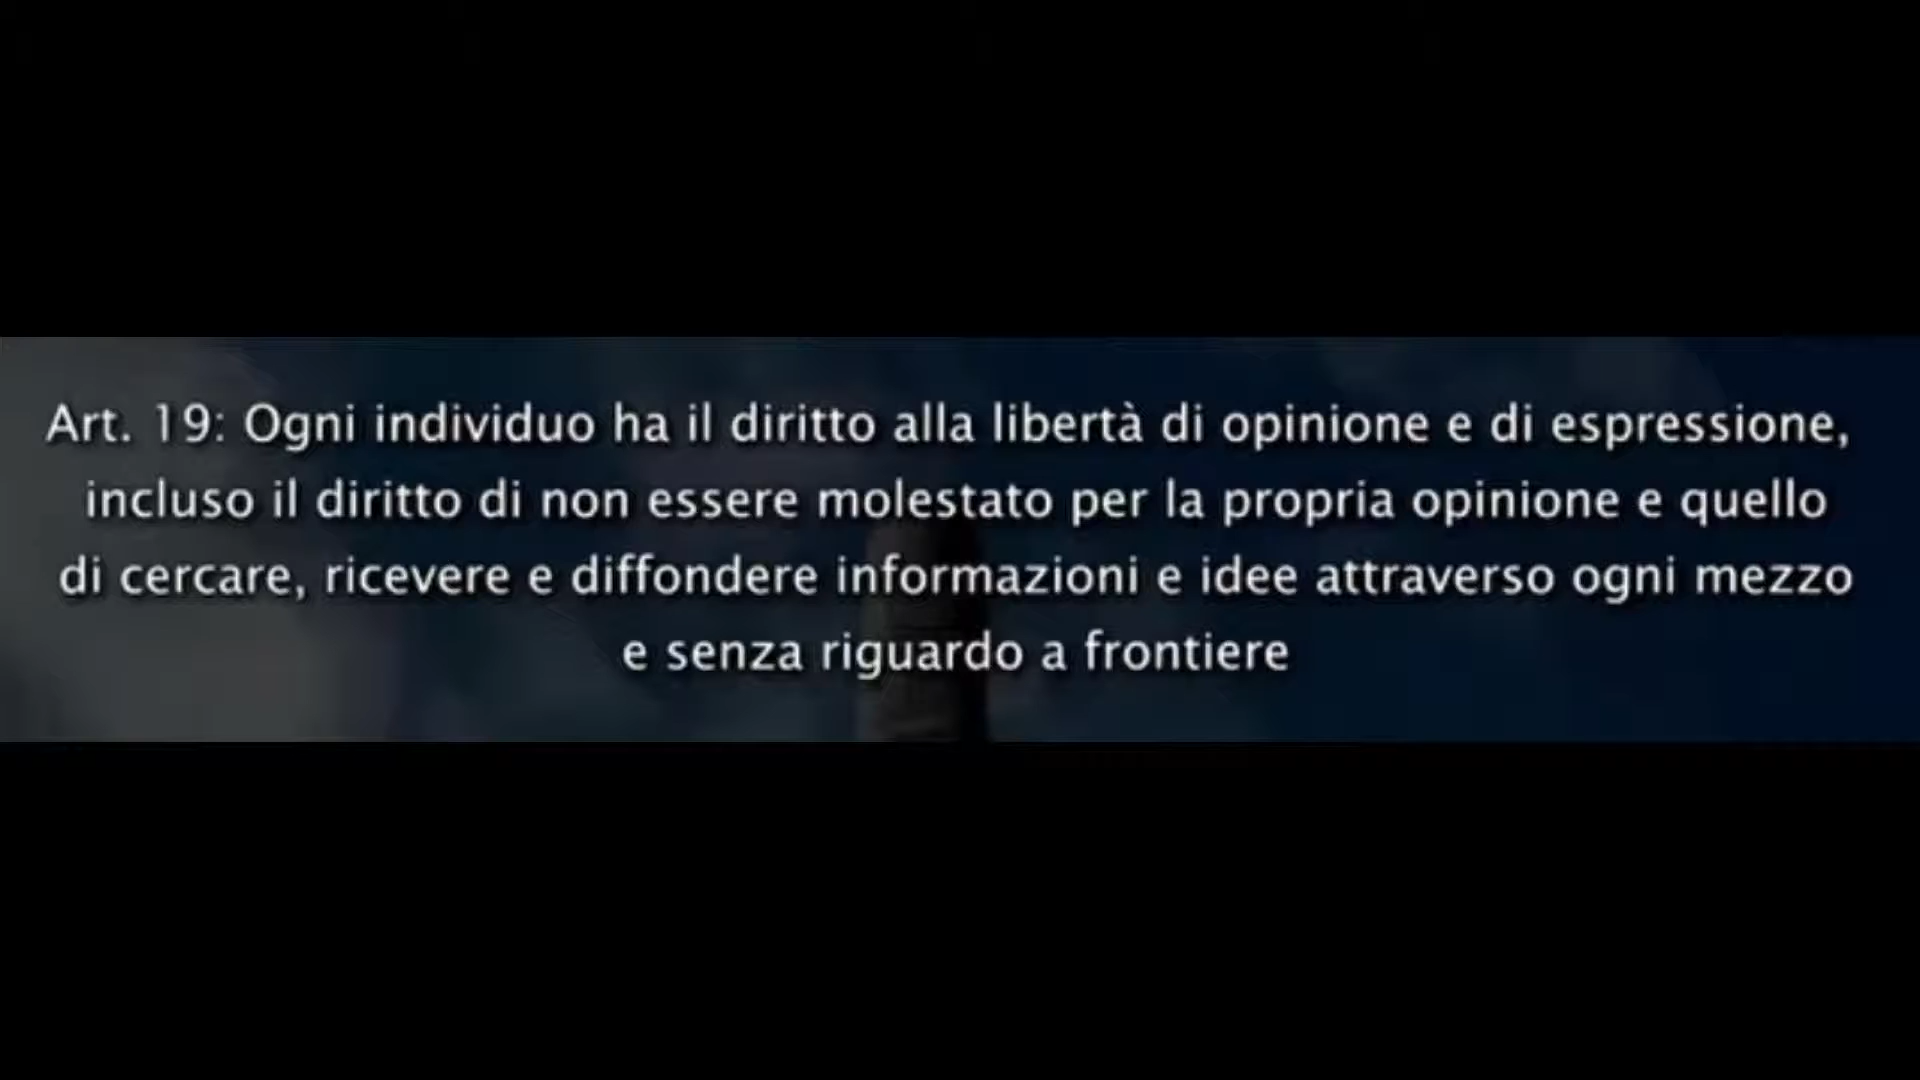 Art. 19: Ogni individuo ha il diritto alla libertà di opinione e di espressione,
incluso il diritto di non essere molestato per la propria opinione e quello
di cercare, ricevere e diffondere informazioni e idee attraverso ogni mezzo
e senza riguardo a frontiere